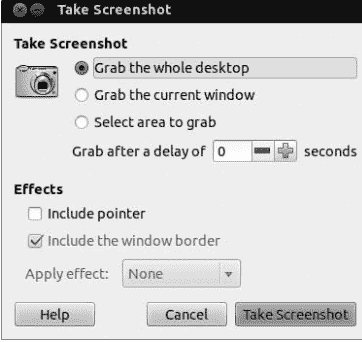 Take Screenshot
Take Screenshot
Grab the whole desktop
Grab the current window
Select area to grab
Grab after a delay of 0 seconds
Effects
Include pointer
Include the window border
Apply effect: None
Help Cancel Take Screenshot